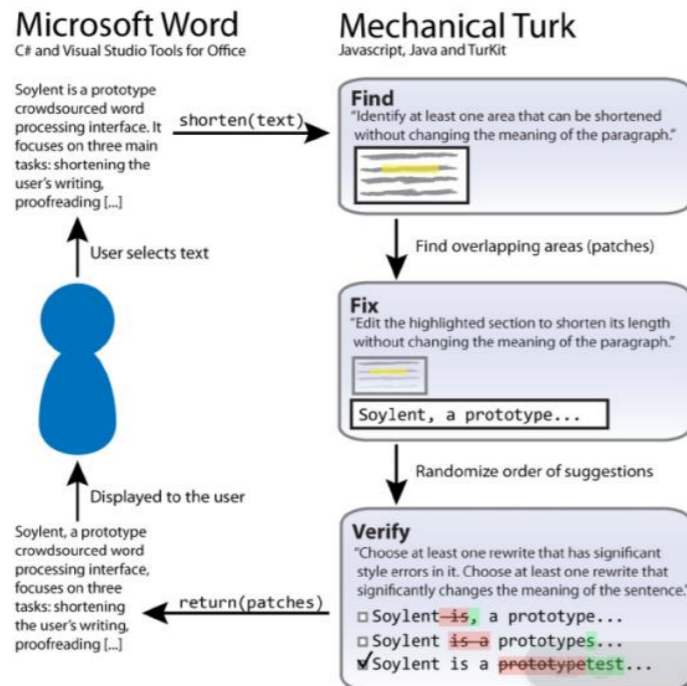 Microsoft Word
C# and Visual Studio Tools for Office
Soylent is a prototype
crowdsourced word
processing interface. It
focuses on three main
tasks: shortening the
user's writing,
proofreading [...]
User selects text
Displayed to the user
Soylent, a prototype
crowdsourced word
processing interface,
focuses on three
tasks: shortening
the user's writing,
proofreading [...]
shorten(text)
Mechanical Turk
Javascript, Java and TurKit
Find
"Identify at least one area that can be shortened
without changing the meaning of the paragraph."
Find overlapping areas (patches)
Fix
"Edit the highlighted section to shorten its length
without changing the meaning of the paragraph."
Soylent, a prototype...
Randomize order of suggestions
Verify
"Choose at least one rewrite that has significant
style errors in it. Choose at least one rewrite that
significantly changes the meaning of the sentence."
Soylent is, a prototype...
Soylent is a prototypes...
Soylent is a prototypetest...
return(patches)